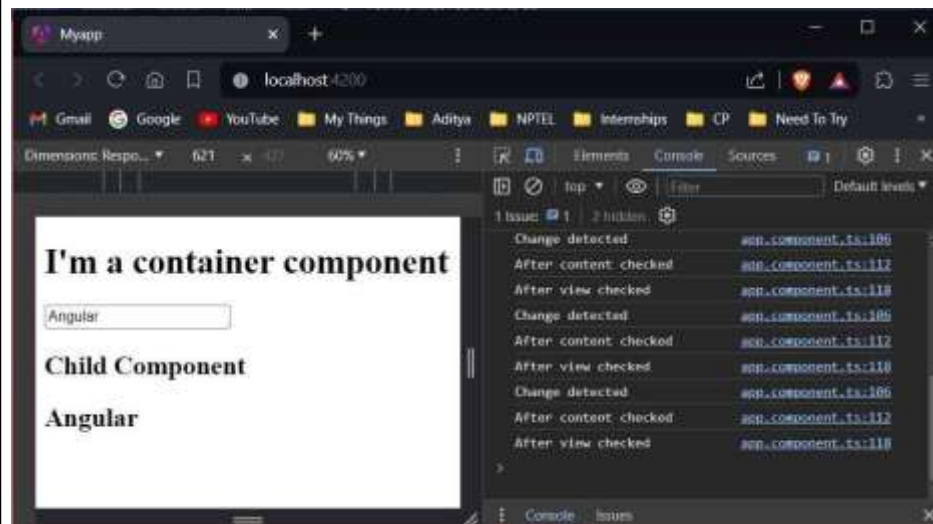 Myapp
localhost:4200
Gmail Google YouTube My Things Aditya NPTEL Internships CP Need To Try
Dimensions: Respo... 621 x 60%
Elements Console Sources 1
top Filter Default levels
1 Issue: 1 2 hidden
I'm a container component
Angular
Child Component
Angular
Change detected app.component.ts:106
After content checked app.component.ts:112
After view checked app.component.ts:118
Change detected app.component.ts:106
After content checked app.component.ts:112
After view checked app.component.ts:118
Change detected app.component.ts:106
After content checked app.component.ts:112
After view checked app.component.ts:118
Console Issues